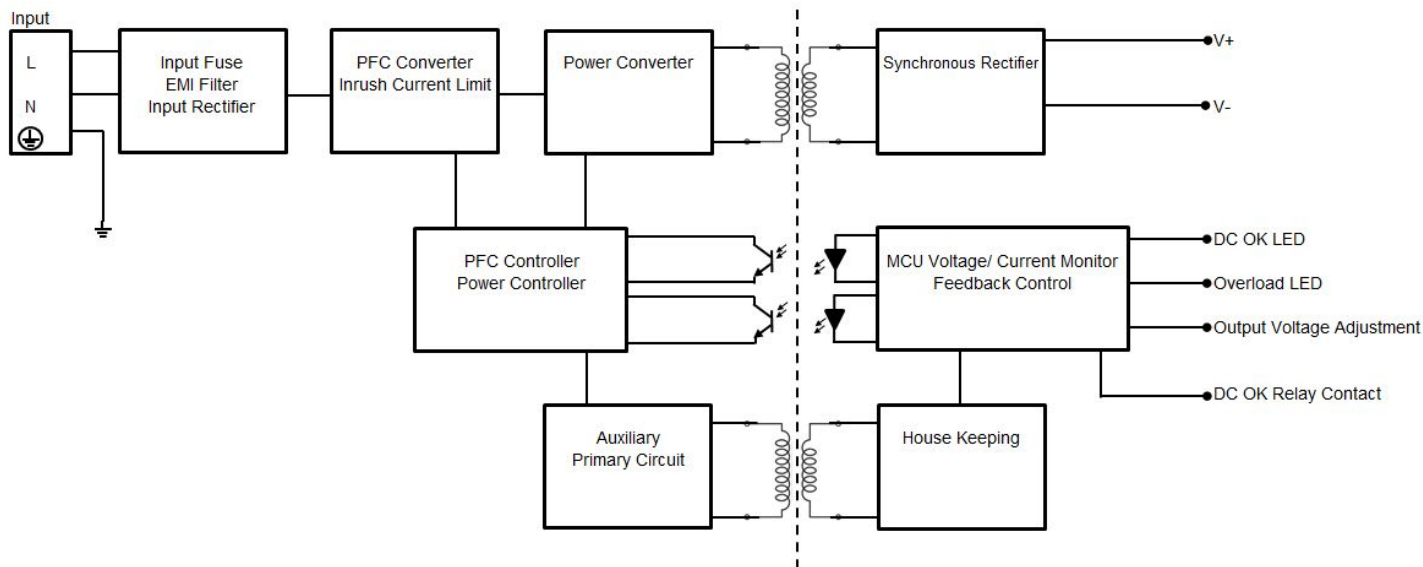 Input
L
N
Input Fuse
EMI Filter
Input Rectifier
PFC Converter
Inrush Current Limit
Power Converter
Synchronous Rectifier
V+
V-
PFC Controller
Power Controller
MCU Voltage/ Current Monitor
Feedback Control
DC OK LED
Overload LED
Output Voltage Adjustment
DC OK Relay Contact
Auxiliary
Primary Circuit
House Keeping